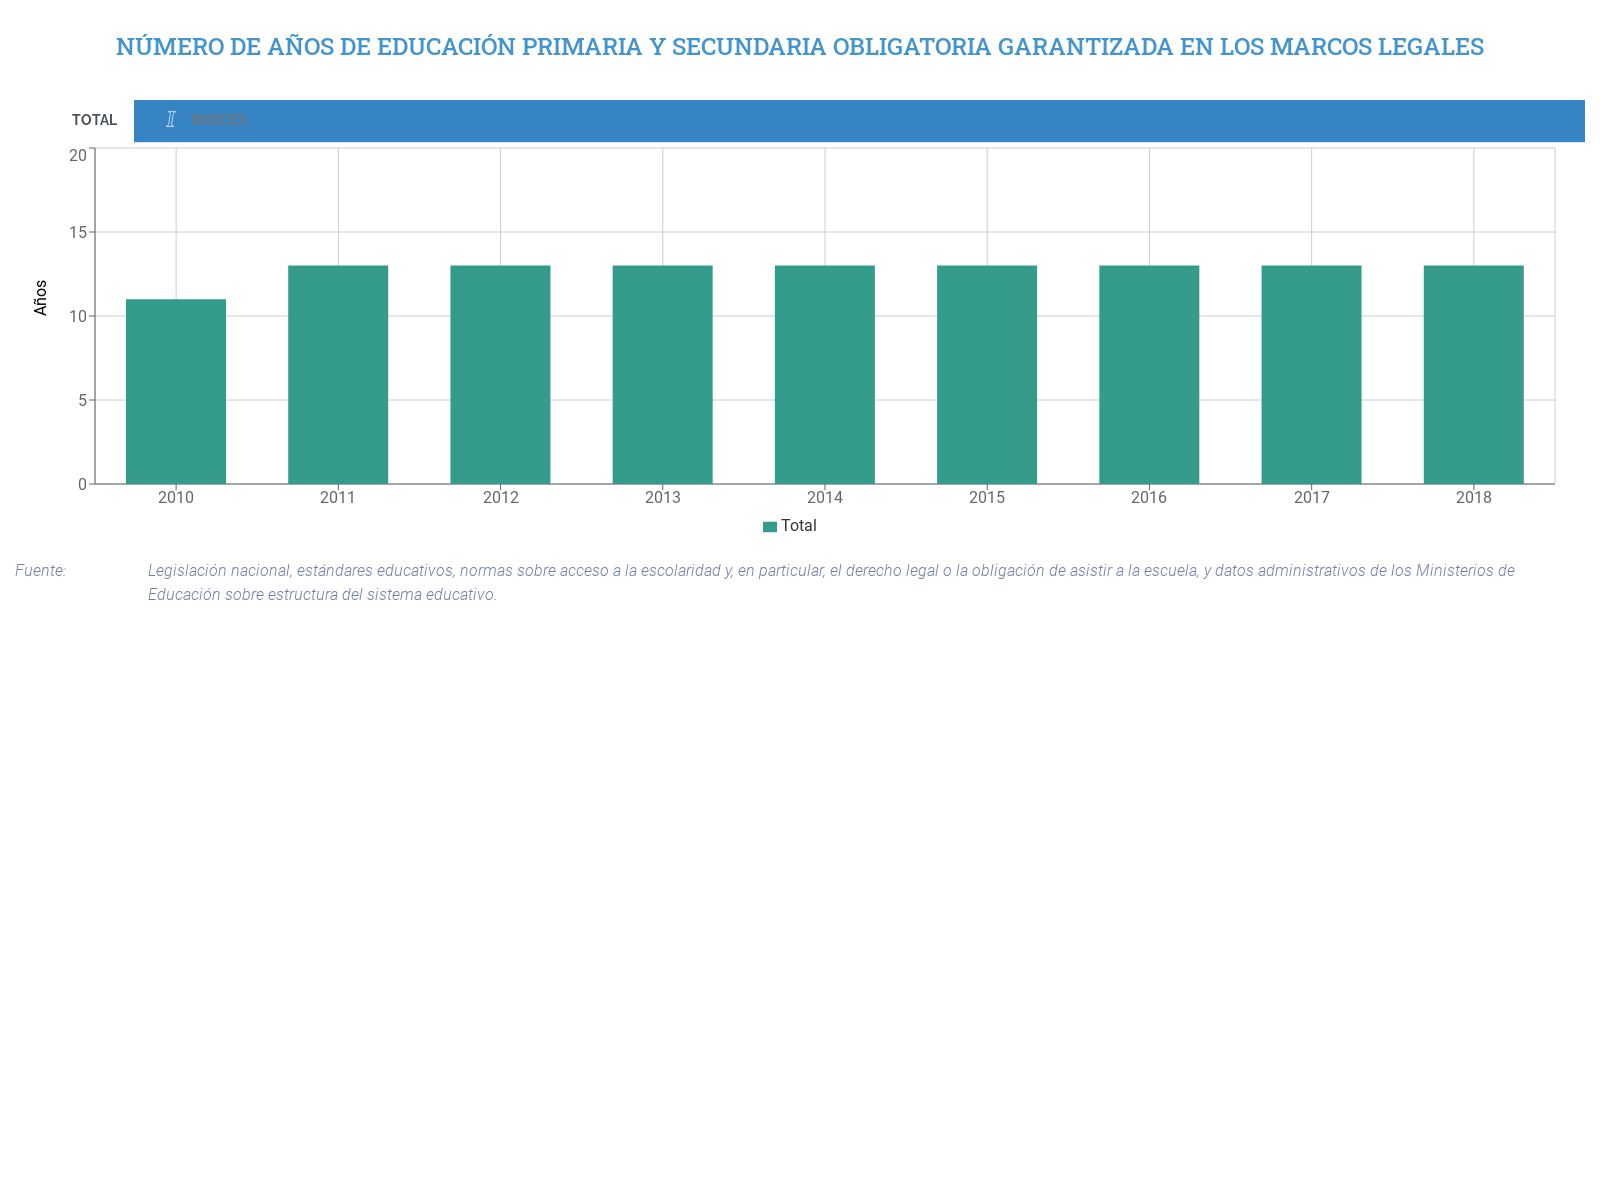 NÚMERO DE AÑOS DE EDUCACIÓN PRIMARIA Y SECUNDARIA OBLIGATORIA GARANTIZADA EN LOS MARCOS LEGALES
TOTAL
INDICES
20
15
10
5
0
Años
2010 2011 2012 2013 2014 2015 2016 2017 2018
Total
Fuente: Legislación nacional, estándares educativos, normas sobre acceso a la escolaridad y, en particular, el derecho legal o la obligación de asistir a la escuela, y datos administrativos de los Ministerios de
Educación sobre estructura del sistema educativo.